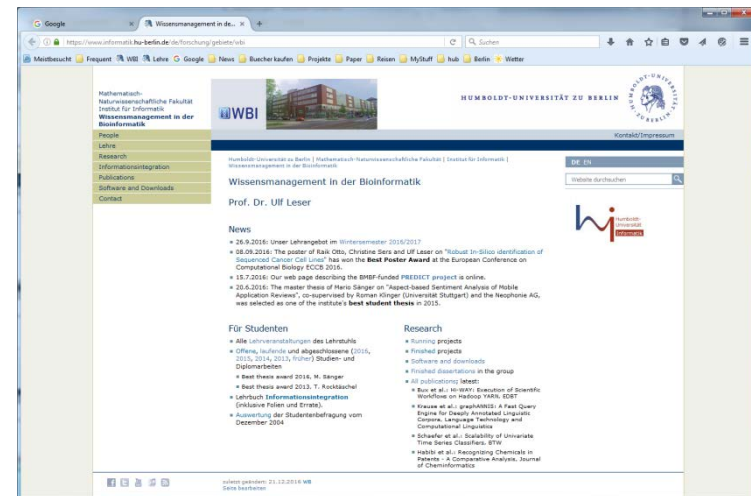 Google
Wissensmanagement in de...
https://www.informatik.hu-berlin.de/de/forschung/gebiete/wbi
Suchen
Meistbesucht Frequent WBI Lehre Google News Buecher kaufen Projekte Paper Reisen MyStuff hub Berlin Wetter
Mathematisch-
Naturwissenschaftliche Fakultät
Institut für Informatik
Wissensmanagement in der
Bioinformatik
WBI
HUMBOLDT-UNIVERSITÄT ZU BERLIN
People
Lehre
Research
Informationsintegration
Publications
Software and Downloads
Contact
Kontakt/Impressum
Humboldt-Universität zu Berlin | Mathematisch-Naturwissenschaftliche Fakultät | Institut für Informatik |
Wissensmanagement in der Bioinformatik
DE EN
Website durchsuchen
Wissensmanagement in der Bioinformatik
Prof. Dr. Ulf Leser
Humboldt-
Universität
Informatik
News
26.9.2016: Unser Lehrangebot im Wintersemester 2016/2017
08.09.2016: The poster of Raik Otto, Christine Sers and Ulf Leser on "Robust In-Silico identification of
Sequenced Cancer Cell Lines" has won the Best Poster Award at the European Conference on
Computational Biology ECCB 2016.
15.7.2016: Our web page describing the BMBF-funded PREDICT project is online.
20.6.2016: The master thesis of Mario Sänger on "Aspect-based Sentiment Analysis of Mobile
Application Reviews", co-supervised by Roman Klinger (Universität Stuttgart) and the Neophonie AG,
was selected as one of the institute's best student thesis in 2015.
Für Studenten
Alle Lehrveranstaltungen des Lehrstuhls
Offene, laufende und abgeschlossene (2016,
2015, 2014, 2013, früher) Studien- und
Diplomarbeiten
Best thesis award 2016, M. Sänger
Best thesis award 2013, T. Rocktäschel
Lehrbuch Informationsintegration
(inklusive Folien und Errate).
Auswertung der Studentenbefragung vom
Dezember 2004
Research
Running projects
Finished projects
Software and downloads
Finished dissertations in the group
All publications; latest:
Bux et al.: Hi-WAY: Execution of Scientific
Workflows on Hadoop YARN. EDBT
Krause et al.: graphANNIS: A Fast Query
Engine for Deeply Annotated Linguistic
Corpora. Language Technology and
Computational Linguistics
Schaefer et al.: Scalability of Univariate
Time Series Classifiers. BTW
Habibi et al.: Recognizing Chemicals in
Patents - A Comparative Analysis, Journal
of Cheminformatics
zuletzt geändert: 21.12.2016 WB
Seite bearbeiten